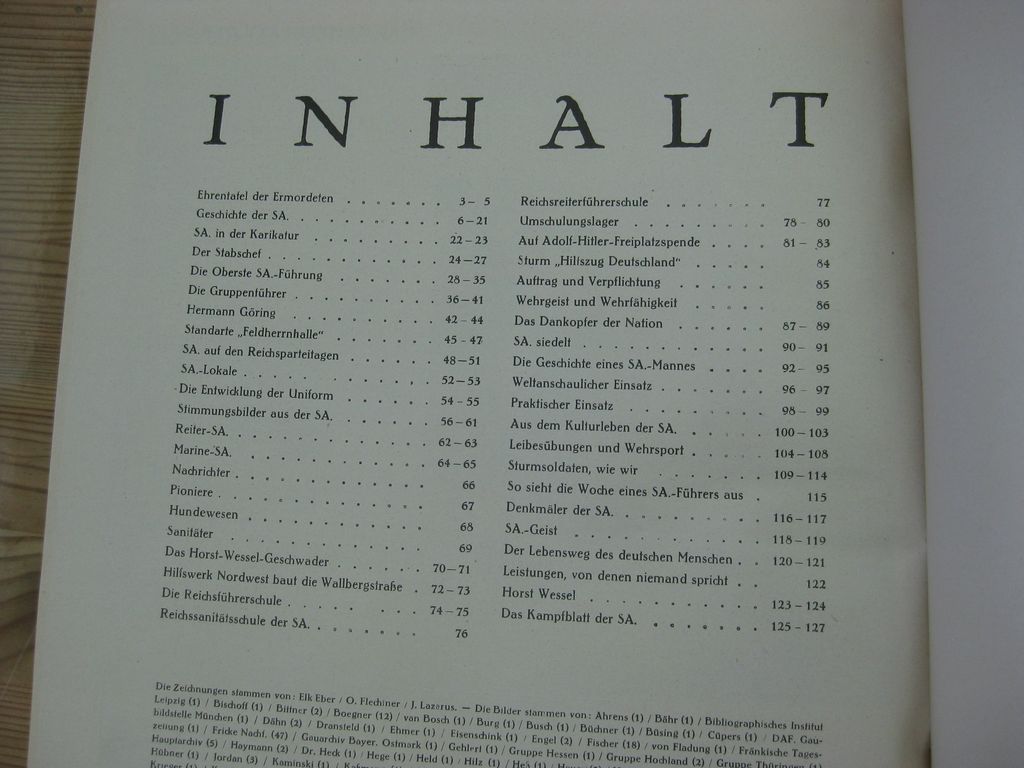 INHALT
Ehrentafel der Ermordeten . . . . . . . 3– 5
Geschichte der SA. . . . . . . . . . . 6–21
SA. in der Karikatur . . . . . . . . . 22–23
Der Stabschef . . . . . . . . . . . . 24–27
Die Oberste SA.-Führung . . . . . . . 28–35
Die Gruppenführer . . . . . . . . . . 36–41
Hermann Göring . . . . . . . . . . 42–44
Standarte „Feldherrnhalle“ . . . . . . . 45–47
SA. auf den Reichsparteitagen . . . . . . 48–51
SA.-Lokale . . . . . . . . . . . . . 52–53
Die Entwicklung der Uniform . . . . . . 54–55
Stimmungsbilder aus der SA. . . . . . . 56–61
Reiter-SA. . . . . . . . . . . . . . 62–63
Marine-SA. . . . . . . . . . . . . 64–65
Nachrichter . . . . . . . . . . . . . 66
Pioniere . . . . . . . . . . . . . . 67
Hundewesen . . . . . . . . . . . . 68
Sanitäter . . . . . . . . . . . . . 69
Das Horst-Wessel-Geschwader . . . . . . 70–71
Hilfswerk Nordwest baut die Wallbergstraße . 72–73
Die Reichsführerschule . . . . . . . . 74–75
Reichssanitätsschule der SA. . . . . . . . 76
Reichsreiterführerschule . . . . . . . 77
Umschulungslager . . . . . . . . . 78– 80
Auf Adolf-Hitler-Freiplatzspende . . . . 81– 83
Sturm „Hilfszug Deutschland“ . . . . . 84
Auftrag und Verpflichtung . . . . . . 85
Wehrgeist und Wehrfähigkeit . . . . . 86
Das Dankopfer der Nation . . . . . . 87– 89
SA. siedelt . . . . . . . . . . . . 90– 91
Die Geschichte eines SA.-Mannes . . . . 92– 95
Weltanschaulicher Einsatz . . . . . . . 96– 97
Praktischer Einsatz . . . . . . . . . 98– 99
Aus dem Kulturleben der SA. . . . . . 100–103
Leibesübungen und Wehrsport . . . . . 104–108
Sturmsoldaten, wie wir . . . . . . . 109–114
So sieht die Woche eines SA.-Führers aus . 115
Denkmäler der SA. . . . . . . . . . 116–117
SA.-Geist . . . . . . . . . . . . 118–119
Der Lebensweg des deutschen Menschen . . 120–121
Leistungen, von denen niemand spricht . . 122
Horst Wessel . . . . . . . . . . . 123–124
Das Kampfblatt der SA. . . . . . . . 125–127
Die Zeichnungen stammen von: Elk Eber / O. Flechtner / J. Lazarus. — Die Bilder stammen von: Ahrens (1) / Bähr (1) / Bibliographisches Institut
Leipzig (1) / Bischoff (1) / Bittner (2) / Boegner (12) / van Bosch (1) / Burg (1) / Busch (1) / Büchner (1) / Büsing (1) / Cüpers (1) / DAF. Gau-
bildstelle München (1) / Dähn (2) / Dransfeld (1) / Ehmer (1) / Eisenschink (1) / Engel (2) / Fischer (18) / von Fladung (1) / Fränkische Tages-
zeitung (1) / Fricke Nachf. (47) / Gauarchiv Bayer. Ostmark (1) / Gehlert (1) / Gruppe Hessen (1) / Gruppe Hochland (2) / Gruppe Thüringen
Hauptarchiv (5) / Haymann (2) / Dr. Heck (1) / Hege (1) / Held (1) / Hilz (1)
Hübner (1) / Jordan (3) / Kaminski (1)